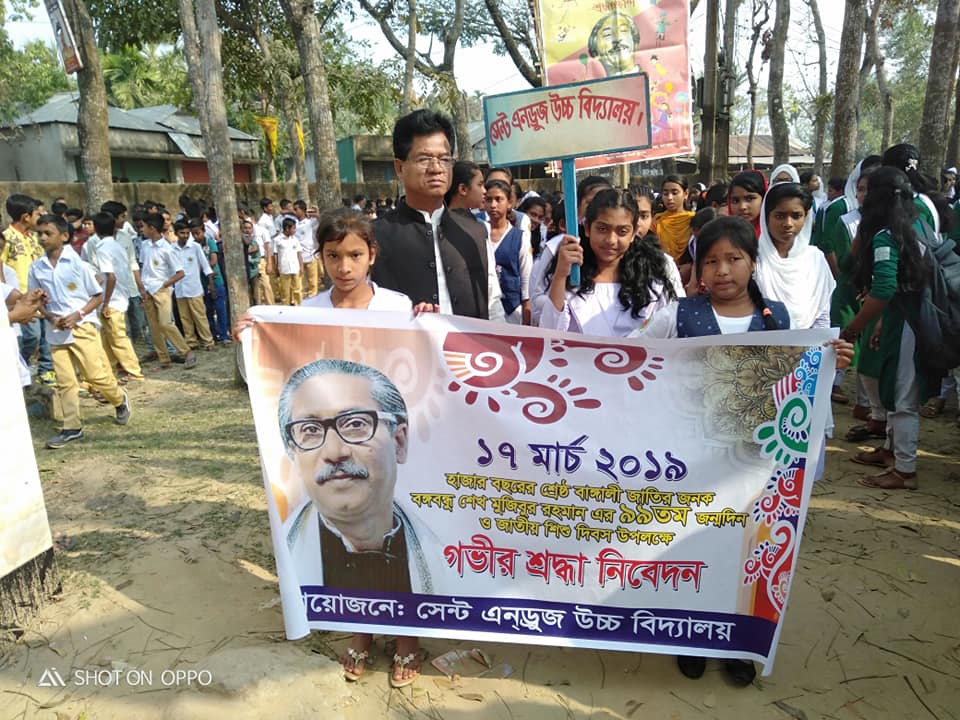 সেন্ট এন্ড্রুজ উচ্চ বিদ্যালয়।
১৭ মার্চ ২০১৯
হাজার বছরের শ্রেষ্ঠ বাঙ্গালী জাতির জনক
বঙ্গবন্ধু শেখ মুজিবুর রহমান এর ৯৯তম জন্মদিন
ও জাতীয় শিশু দিবস উপলক্ষে
গভীর শ্রদ্ধা নিবেদন
য়োজনে: সেন্ট এন্ড্রুজ উচ্চ বিদ্যালয়
SHOT ON OPPO